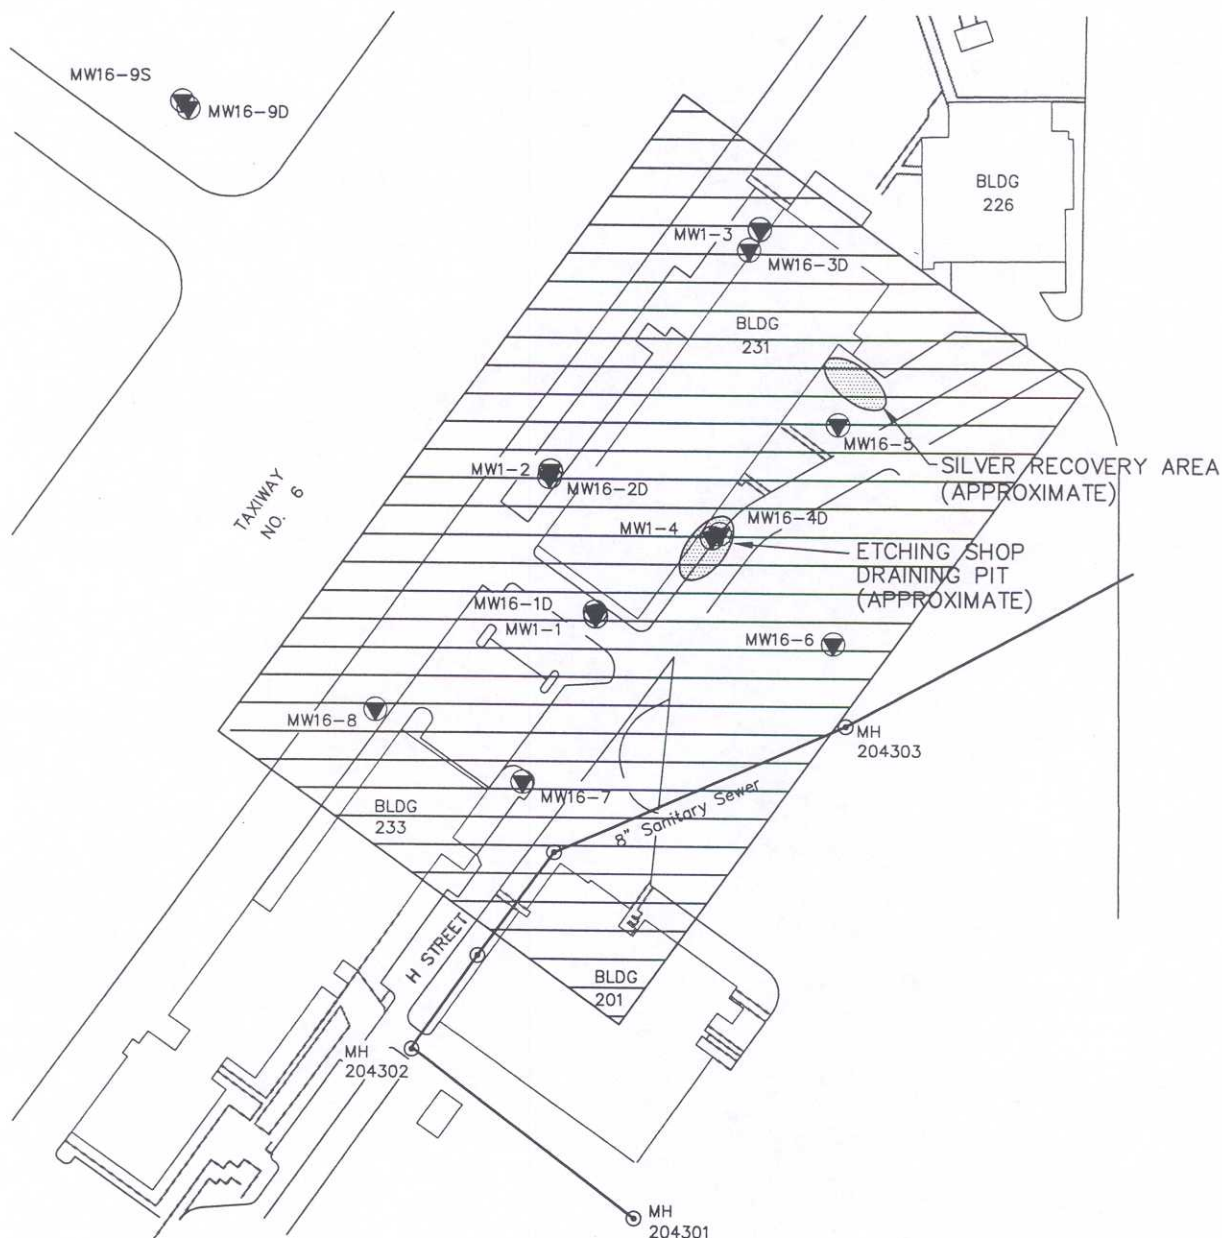 MW16-9S
MW16-9D
BLDG
226
MW1-3
MW16-3D
BLDG
231
MW16-5
SILVER RECOVERY AREA
(APPROXIMATE)
MW1-2
MW16-2D
TAXIWAY
NO. 6
MW1-4
MW16-4D
ETCHING SHOP
DRAINING PIT
(APPROXIMATE)
MW16-1D
MW1-1
MW16-6
MW16-8
MH
204303
MW16-7
BLDG
233
8" Sanitary Sewer
H STREET
BLDG
201
MH
204302
MH
204301